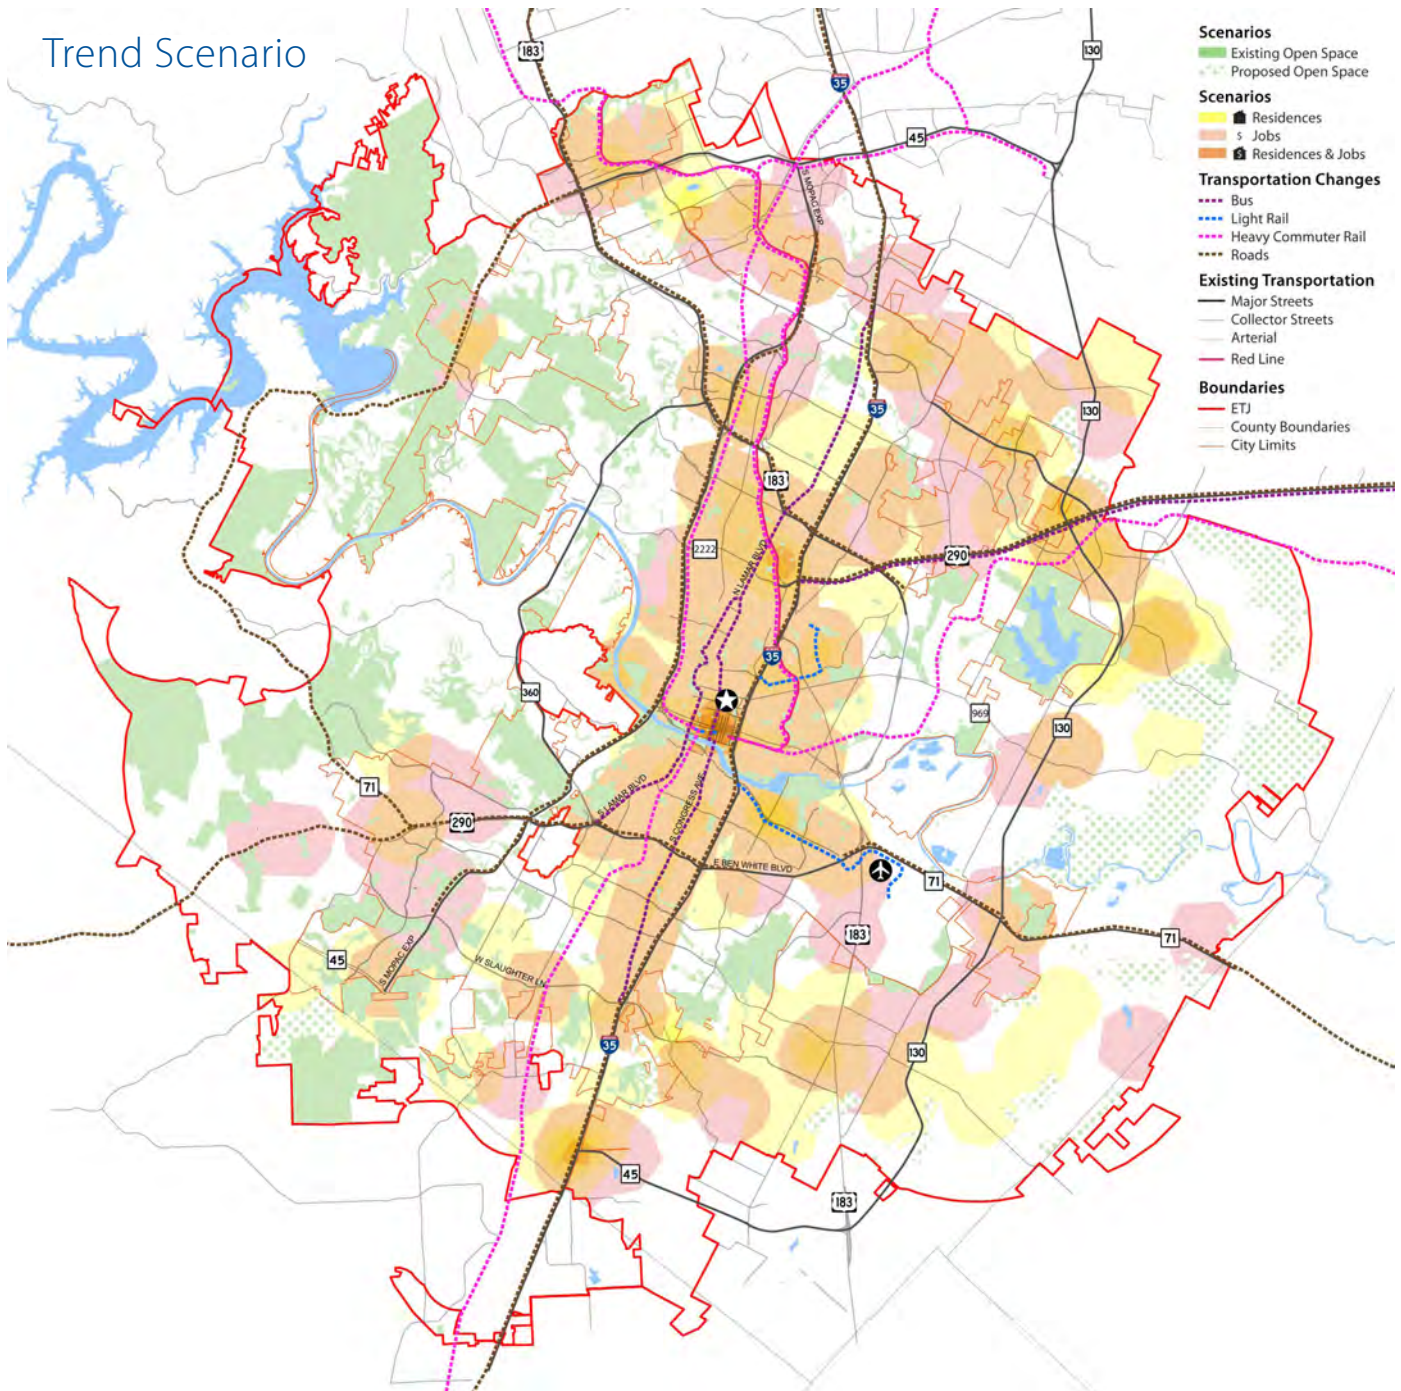 Trend Scenario
Scenarios
Existing Open Space
Proposed Open Space
Scenarios
Residences
$ Jobs
$ Residences & Jobs
Transportation Changes
Bus
Light Rail
Heavy Commuter Rail
Roads
Existing Transportation
Major Streets
Collector Streets
Arterial
Red Line
Boundaries
ETJ
County Boundaries
City Limits
183
35
130
45
S MOPAC EXP
35
130
183
290
2222
N LAMAR BLVD
35
360
969
130
71
290
S LAMAR BLVD
S CONGRESS AVE
E BEN WHITE BLVD
71
183
71
45
S MOPAC EXP
W SLAUGHTER LN
35
130
45
183